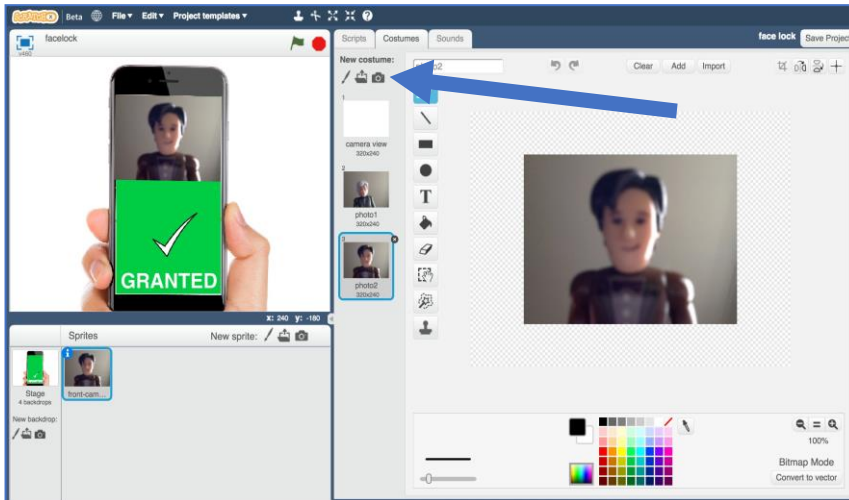 SCRATCHX Beta File▾ Edit▾ Project templates▾
v460 facelock
GRANTED
x: 240 y: -180
Sprites New sprite:
Stage
4 backdrops
New backdrop:
front-cam...
Scripts Costumes Sounds
face lock Save Project
New costume:
1
camera view
320x240
2
photo1
320x240
3
photo2
320x240
Clear Add Import
T
100%
Bitmap Mode
Convert to vector